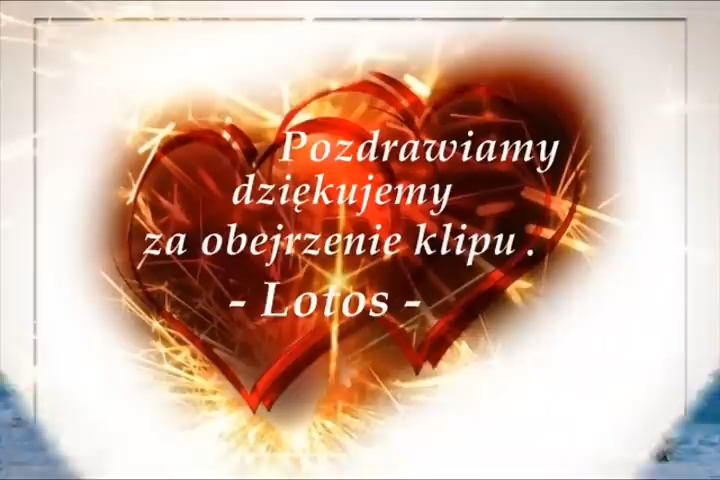 Pozdrawiamy
dziękujemy
za obejrzenie klipu .
- Lotos -